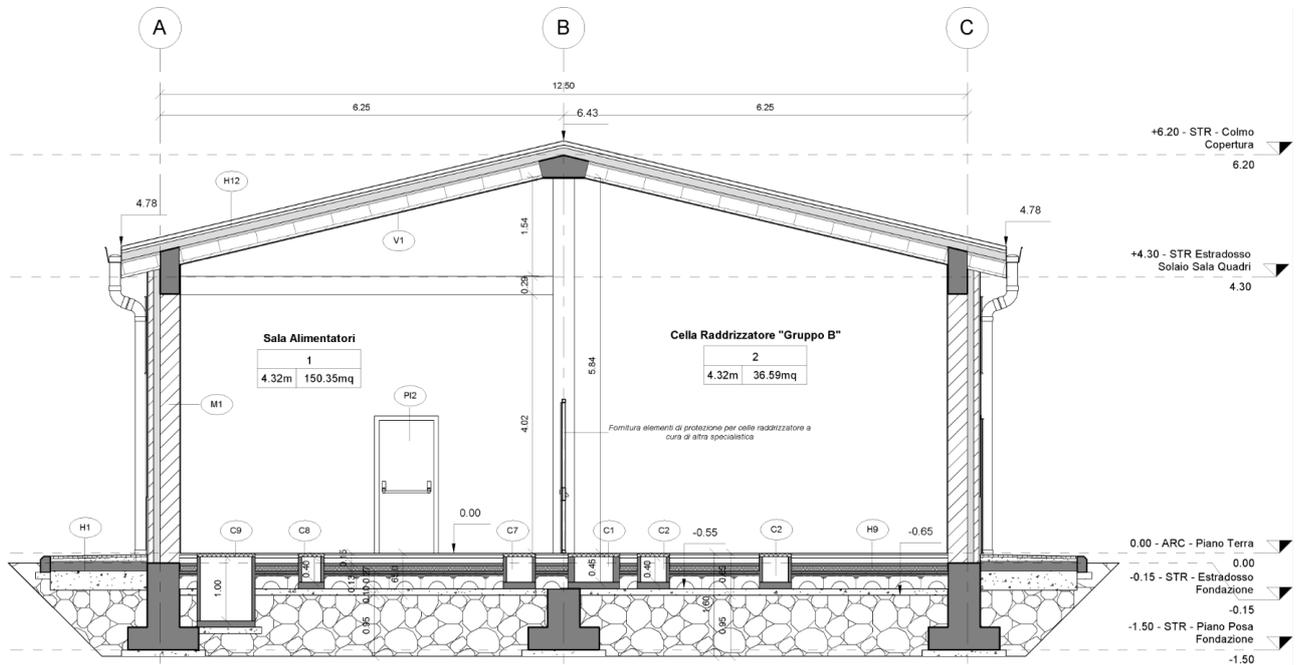 A
B
C
12.50
6.25
6.25
6.43
+6.20 - STR - Colmo
Copertura
6.20
H12
4.78
4.78
V1
1.54
+4.30 - STR Estradosso
Solaio Sala Quadri
4.30
0.29
Sala Alimentatori
1
4.32m
150.35mq
Cella Raddrizzatore "Gruppo B"
2
4.32m
36.59mq
5.84
M1
PI2
4.02
Fornitura elementi di protezione per celle raddrizzatore a
cura di altra specialistica
0.00
H1
C9
C8
C7
C1
C2
-0.55
C2
H9
-0.65
0.00 - ARC - Piano Terra
0.00
0.15
0.40
0.45
0.40
-0.15 - STR - Estradosso
Fondazione
-0.15
1.00
1.60
0.95
0.95
-1.50 - STR - Piano Posa
Fondazione
-1.50